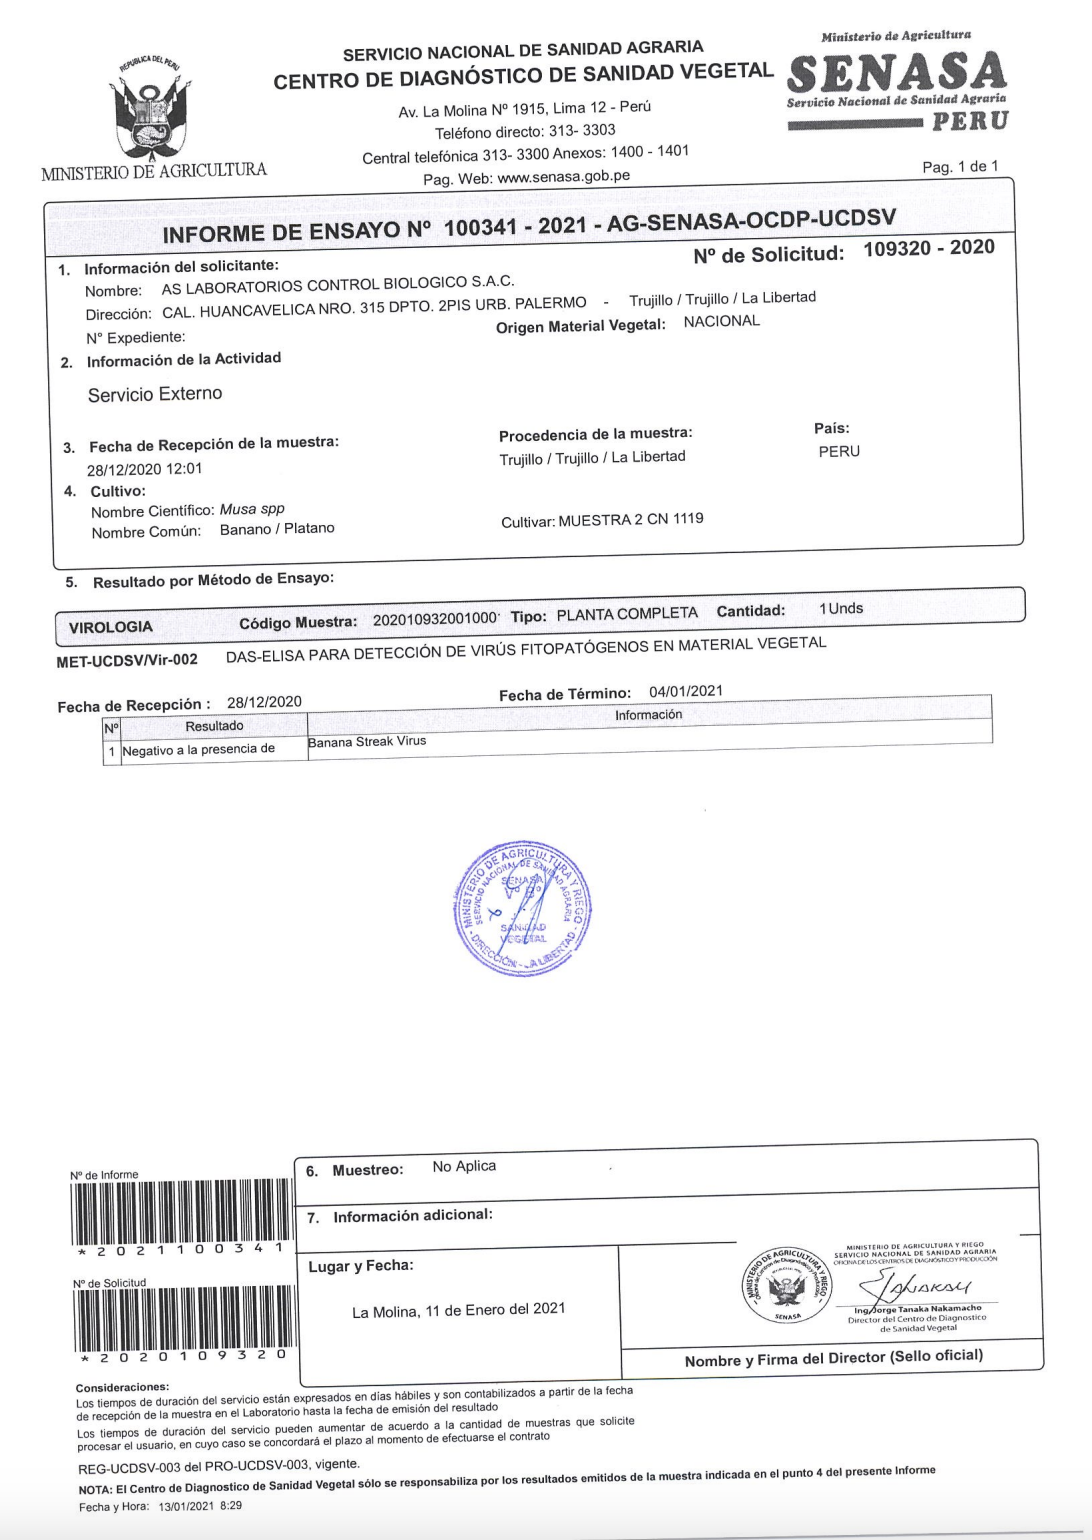 REPUBLICA DEL PERU
MINISTERIO DE AGRICULTURA
SERVICIO NACIONAL DE SANIDAD AGRARIA
CENTRO DE DIAGNÓSTICO DE SANIDAD VEGETAL
Av. La Molina Nº 1915, Lima 12 - Perú
Teléfono directo: 313- 3303
Central telefónica 313- 3300 Anexos: 1400 - 1401
Pag. Web: www.senasa.gob.pe
Ministerio de Agricultura
SENASA
Servicio Nacional de Sanidad Agraria
PERU
Pag. 1 de 1
INFORME DE ENSAYO Nº 100341 - 2021 - AG-SENASA-OCDP-UCDSV
Nº de Solicitud: 109320 - 2020
1. Información del solicitante:
Nombre: AS LABORATORIOS CONTROL BIOLOGICO S.A.C.
Dirección: CAL. HUANCAVELICA NRO. 315 DPTO. 2PIS URB. PALERMO - Trujillo / Trujillo / La Libertad
N° Expediente:
Origen Material Vegetal: NACIONAL
2. Información de la Actividad
Servicio Externo
3. Fecha de Recepción de la muestra:
28/12/2020 12:01
Procedencia de la muestra:
Trujillo / Trujillo / La Libertad
País:
PERU
4. Cultivo:
Nombre Científico: Musa spp
Nombre Común: Banano / Platano
Cultivar: MUESTRA 2 CN 1119
5. Resultado por Método de Ensayo:
VIROLOGIA Código Muestra: 202010932001000 Tipo: PLANTA COMPLETA Cantidad: 1Unds
MET-UCDSV/Vir-002 DAS-ELISA PARA DETECCIÓN DE VIRÚS FITOPATÓGENOS EN MATERIAL VEGETAL
Fecha de Recepción : 28/12/2020 Fecha de Término: 04/01/2021
Nº Resultado Información
1 Negativo a la presencia de Banana Streak Virus
MINISTERIO DE AGRICULTURA Y RIEGO
SERVICIO NACIONAL DE SANIDAD AGRARIA
SENASA
Vº Bº
SANIDAD
VEGETAL
- DIRECCIÓN - LA LIBERTAD -
Nº de Informe
* 2 0 2 1 1 0 0 3 4 1
Nº de Solicitud
* 2 0 2 0 1 0 9 3 2 0
6. Muestreo: No Aplica
7. Información adicional:
Lugar y Fecha:
La Molina, 11 de Enero del 2021
MINISTERIO DE AGRICULTURA Y RIEGO
SENASA
MINISTERIO DE AGRICULTURA Y RIEGO
SERVICIO NACIONAL DE SANIDAD AGRARIA
OFICINA DE LOS CENTROS DE DIAGNÓSTICO Y PRODUCCIÓN
Ing. Jorge Tanaka Nakamacho
Director del Centro de Diagnostico
de Sanidad Vegetal
Nombre y Firma del Director (Sello oficial)
Consideraciones:
Los tiempos de duración del servicio están expresados en días hábiles y son contabilizados a partir de la fecha
de recepción de la muestra en el Laboratorio hasta la fecha de emisión del resultado
Los tiempos de duración del servicio pueden aumentar de acuerdo a la cantidad de muestras que solicite
procesar el usuario, en cuyo caso se concordará el plazo al momento de efectuarse el contrato
REG-UCDSV-003 del PRO-UCDSV-003, vigente.
NOTA: El Centro de Diagnostico de Sanidad Vegetal sólo se responsabiliza por los resultados emitidos de la muestra indicada en el punto 4 del presente Informe
Fecha y Hora: 13/01/2021 8:29